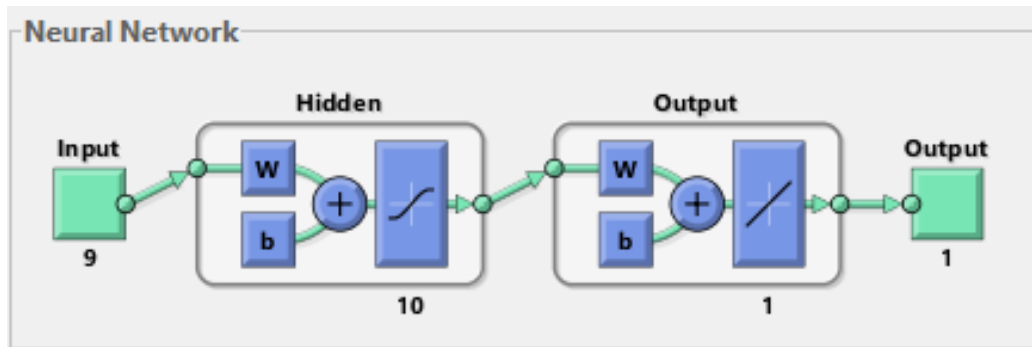 Neural Network
Hidden
Output
Input
Output
W
W
+
+
b
b
9
1
10
1